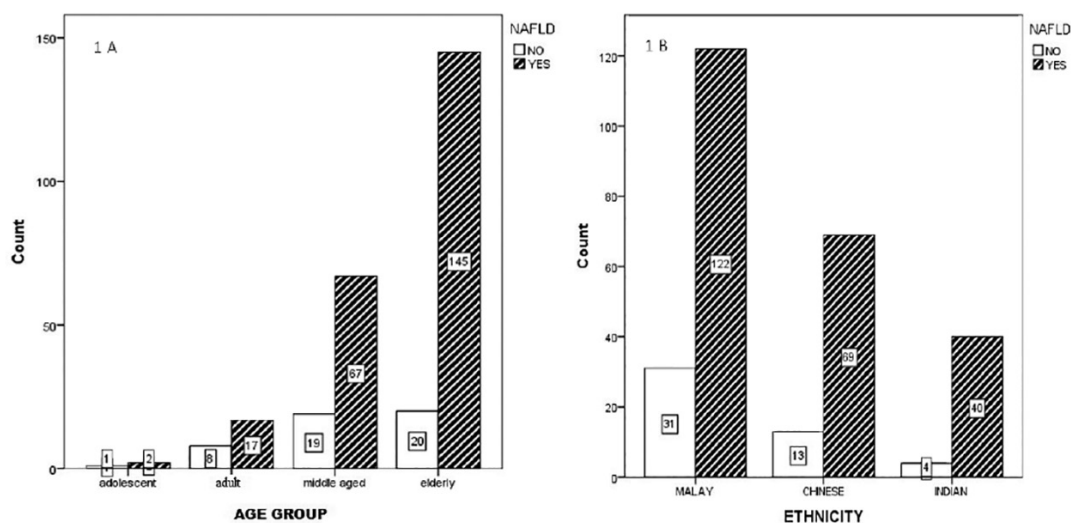 1 A
NAFLD
NO
YES
150
100
50
0
Count
1
2
8
17
19
67
20
145
adolescent
adult
middle aged
elderly
AGE GROUP
1 B
NAFLD
NO
YES
120
100
80
60
40
20
0
Count
31
122
13
69
4
40
MALAY
CHINESE
INDIAN
ETHNICITY